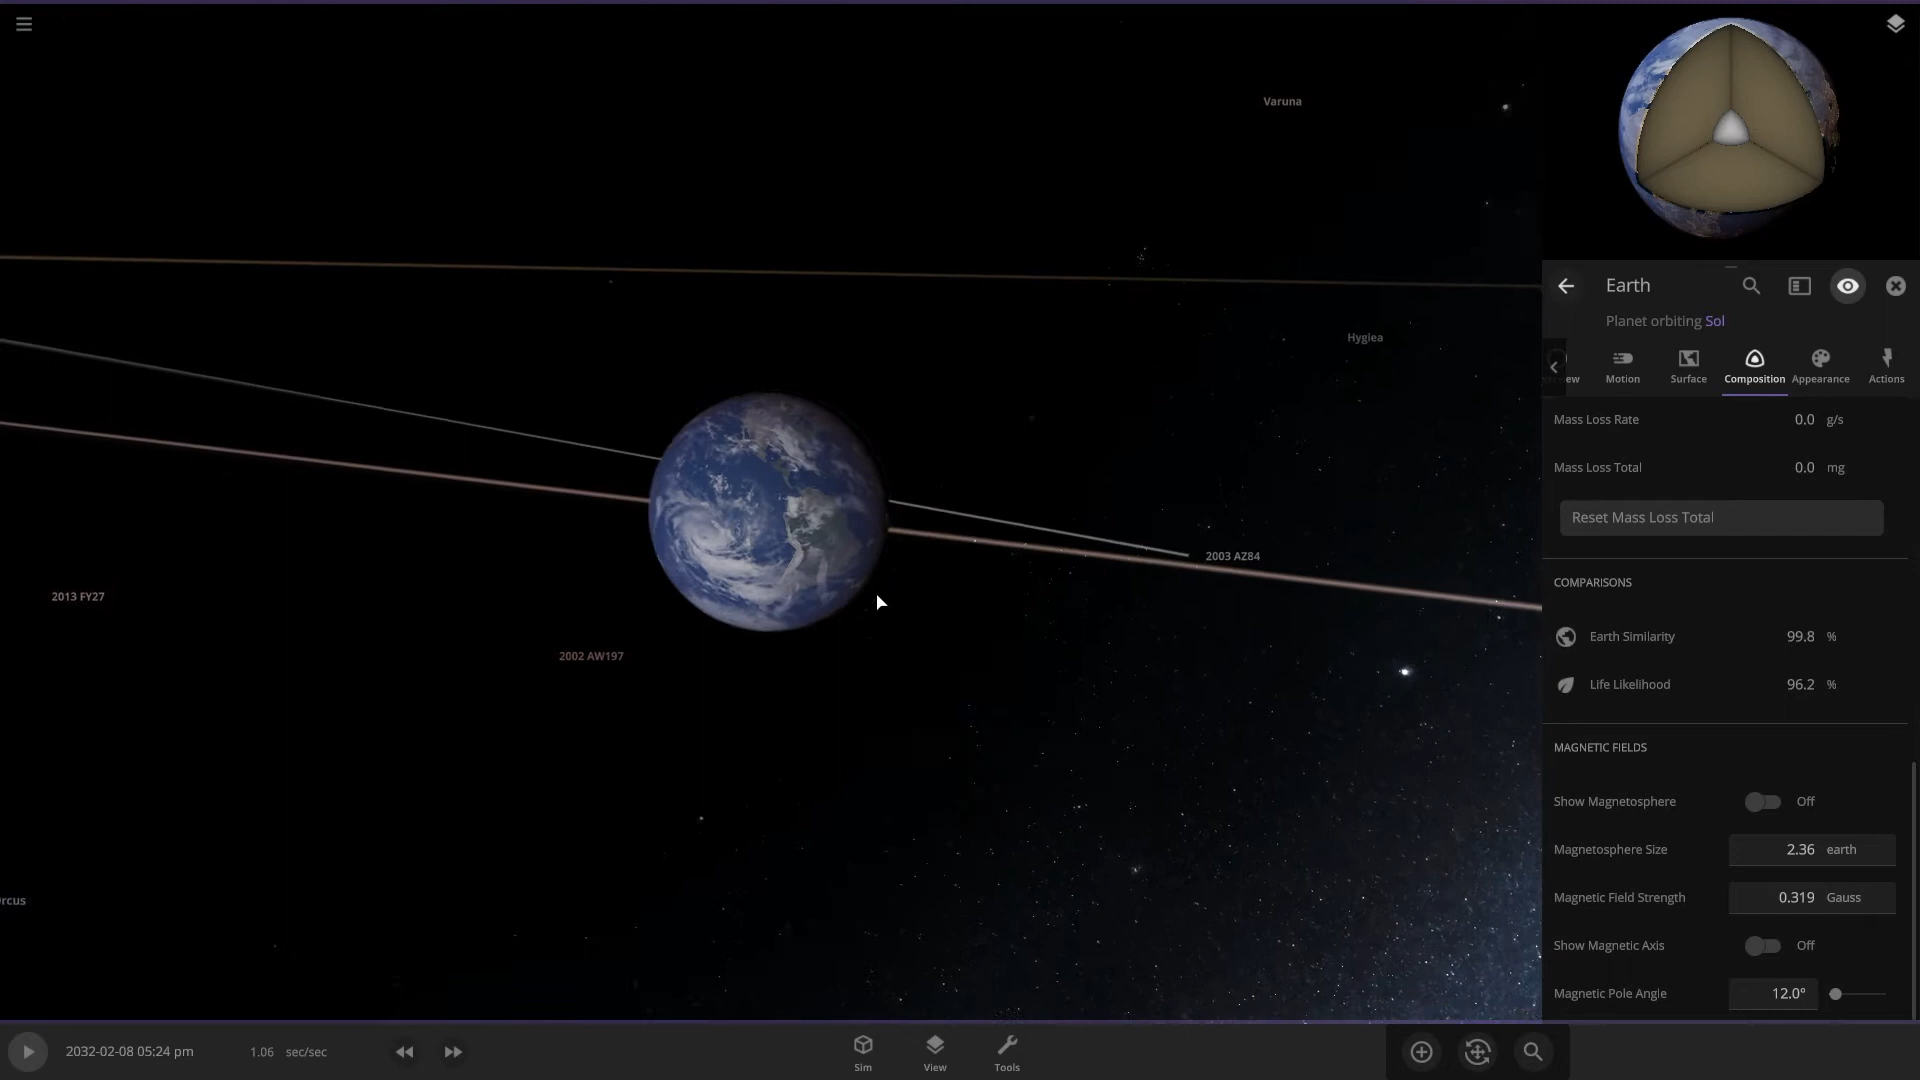 Varuna
Hygiea
2003 AZ84
2013 FY27
2002 AW197
rcus
Earth
Planet orbiting Sol
ew
Motion
Surface
Composition
Appearance
Actions
Mass Loss Rate 0.0 g/s
Mass Loss Total 0.0 mg
Reset Mass Loss Total
COMPARISONS
Earth Similarity 99.8 %
Life Likelihood 96.2 %
MAGNETIC FIELDS
Show Magnetosphere Off
Magnetosphere Size 2.36 earth
Magnetic Field Strength 0.319 Gauss
Show Magnetic Axis Off
Magnetic Pole Angle 12.0°
2032-02-08 05:24 pm 1.06 sec/sec
Sim
View
Tools